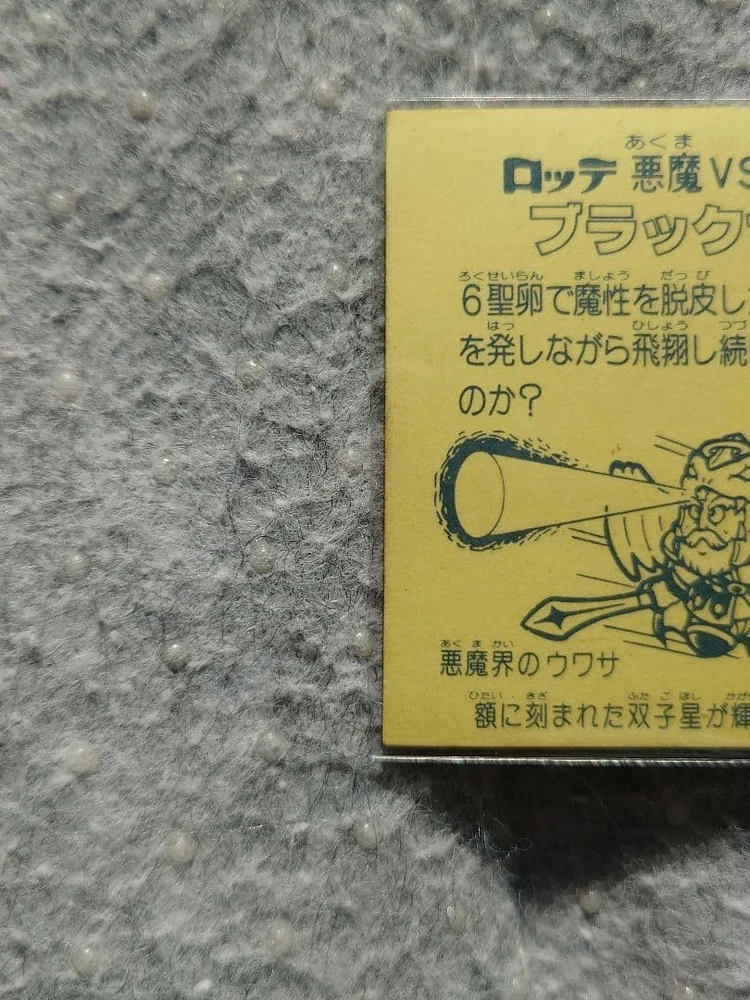 あくま
ロッテ 悪魔VS
ブラック
ろくせいらん ましょう だっぴ
6聖卵で魔性を脱皮し
はっ ひしょう つづ
を発しながら飛翔し続
のか?
あくまかい
悪魔界のウワサ
ひたい・きざ ふたごぼし かがや
額に刻まれた双子星が輝